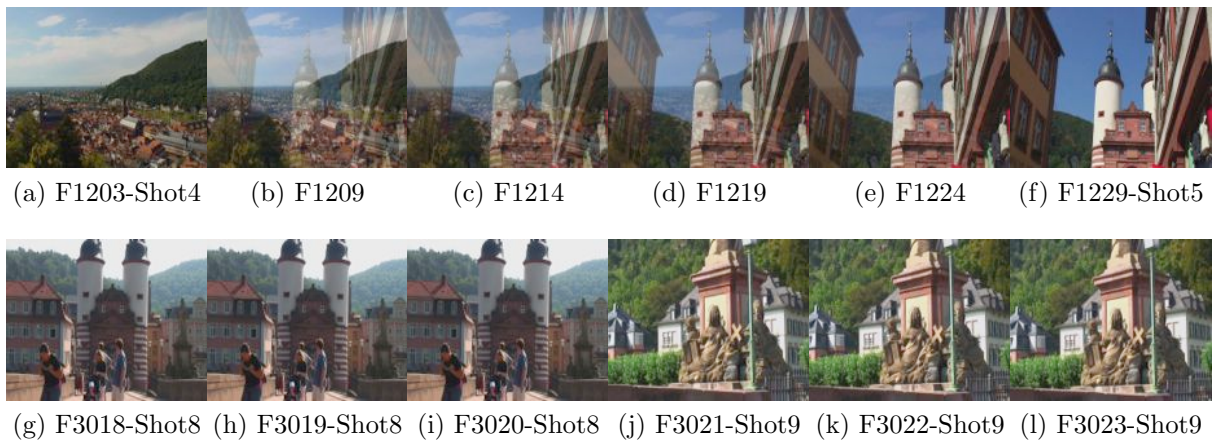 (a) F1203-Shot4 (b) F1209 (c) F1214 (d) F1219 (e) F1224 (f) F1229-Shot5
(g) F3018-Shot8 (h) F3019-Shot8 (i) F3020-Shot8 (j) F3021-Shot9 (k) F3022-Shot9 (l) F3023-Shot9